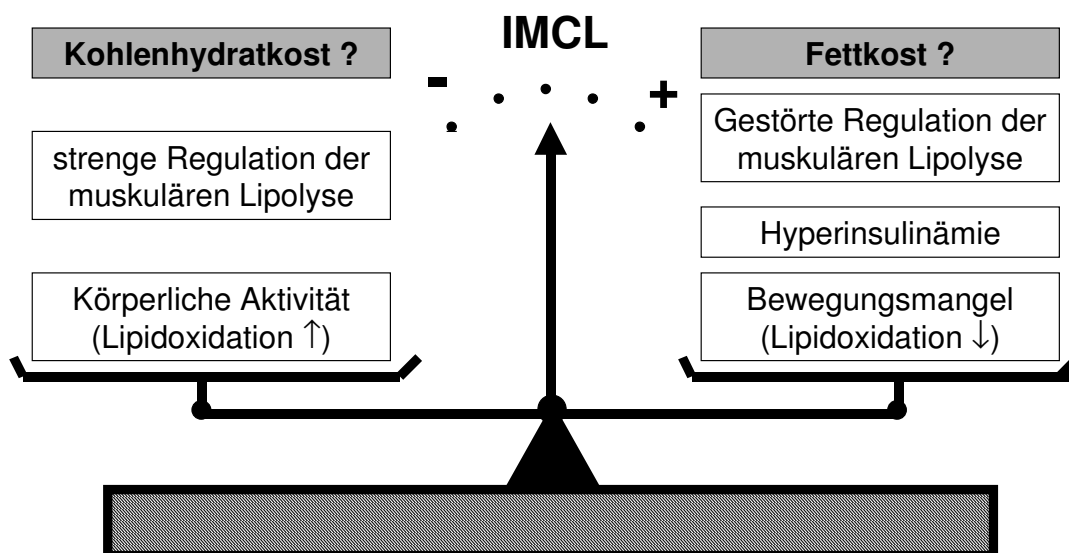 IMCL
-
+
Kohlenhydratkost ?
strenge Regulation der
muskulären Lipolyse
Körperliche Aktivität
(Lipidoxidation ↑)
Fettkost ?
Gestörte Regulation der
muskulären Lipolyse
Hyperinsulinämie
Bewegungsmangel
(Lipidoxidation ↓)